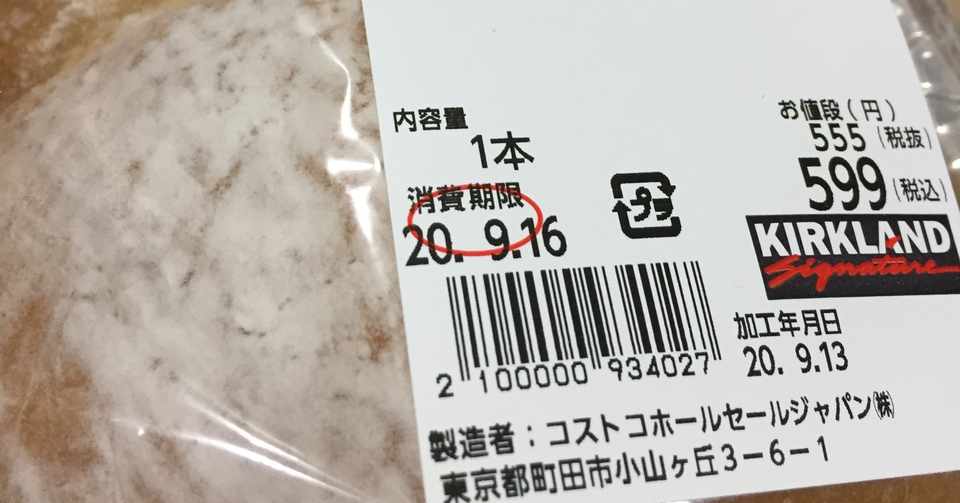 内容量
1本
消費期限
20. 9.16
プラ
お値段(円)
555 (税抜)
599 (税込)
KIRKLAND
Signature
2 100000 934027
加工年月日
20. 9.13
製造者:コストコホールセールジャパン㈱
東京都町田市小山ヶ丘3-6-1